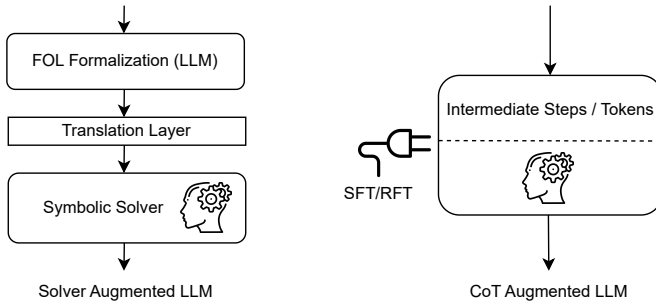 FOL Formalization (LLM)
Translation Layer
Symbolic Solver
Solver Augmented LLM
Intermediate Steps / Tokens
SFT/RFT
CoT Augmented LLM